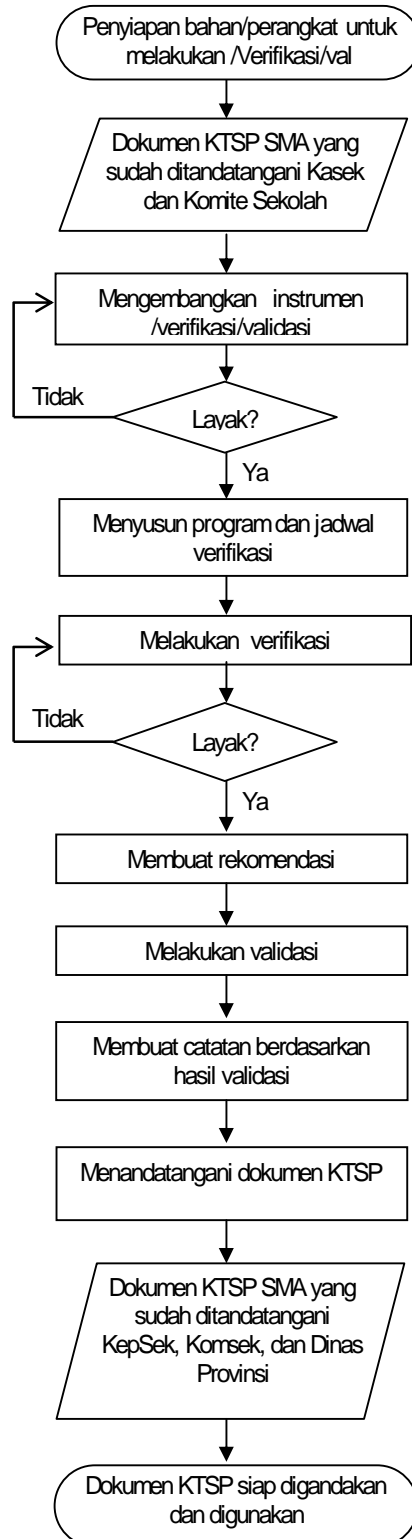 Penyiapan bahan/perangkat untuk
melakukan /Verifikasi/val
Dokumen KTSP SMA yang
sudah ditandatangani Kasek
dan Komite Sekolah
Mengembangkan instrumen
/verifikasi/validasi
Tidak
Layak?
Ya
Menyusun program dan jadwal
verifikasi
Melakukan verifikasi
Tidak
Layak?
Ya
Membuat rekomendasi
Melakukan validasi
Membuat catatan berdasarkan
hasil validasi
Menandatangani dokumen KTSP
Dokumen KTSP SMA yang
sudah ditandatangani
KepSek, Komsek, dan Dinas
Provinsi
Dokumen KTSP siap digandakan
dan digunakan